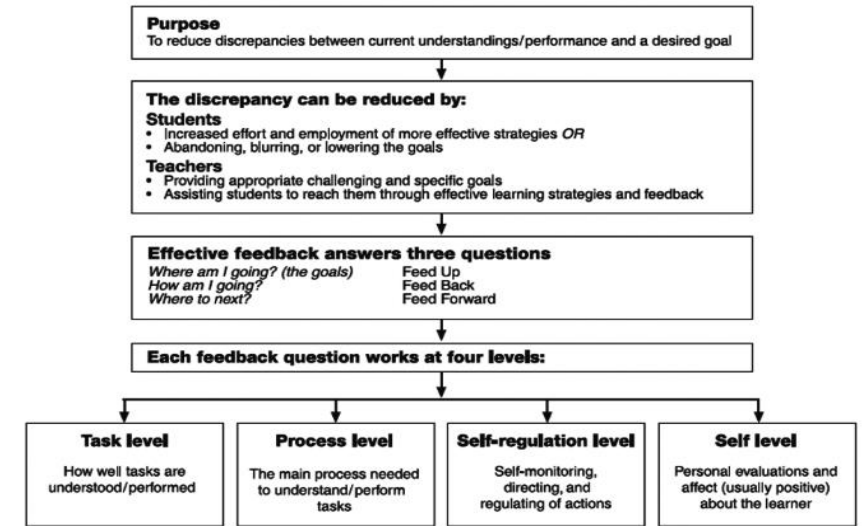 Purpose
To reduce discrepancies between current understandings/performance and a desired goal
The discrepancy can be reduced by:
Students
• Increased effort and employment of more effective strategies OR
• Abandoning, blurring, or lowering the goals
Teachers
• Providing appropriate challenging and specific goals
• Assisting students to reach them through effective learning strategies and feedback
Effective feedback answers three questions
Where am I going? (the goals) Feed Up
How am I going? Feed Back
Where to next? Feed Forward
Each feedback question works at four levels:
Task level
How well tasks are
understood/performed
Process level
The main process needed
to understand/perform
tasks
Self-regulation level
Self-monitoring,
directing, and
regulating of actions
Self level
Personal evaluations and
affect (usually positive)
about the learner